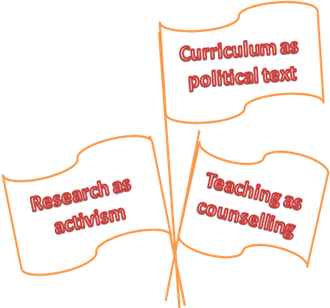 Curriculum as
political text
Research as
activism
Teaching as
counselling